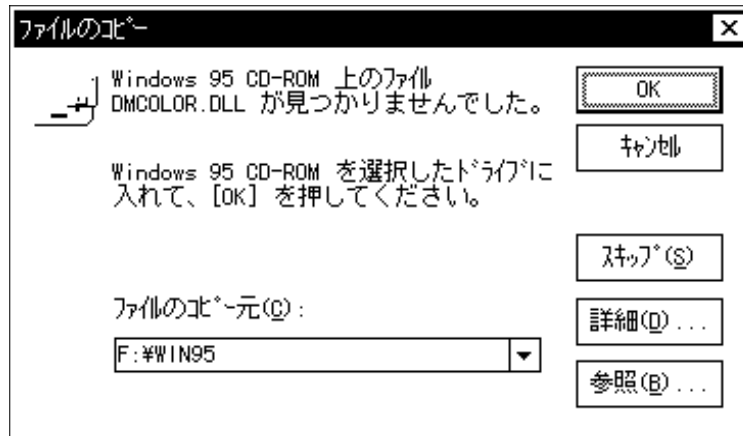 ﾌｧｲﾙのｺﾋﾟｰ
Windows 95 CD-ROM 上のﾌｧｲﾙ
DMCOLOR.DLL が見つかりませんでした。
Windows 95 CD-ROM を選択したﾄﾞﾗｲﾌﾞに
入れて、[OK] を押してください。
ﾌｧｲﾙのｺﾋﾟｰ元(C):
F:¥WIN95
OK
ｷｬﾝｾﾙ
ｽｷｯﾌﾟ(S)
詳細(D)...
参照(B)...